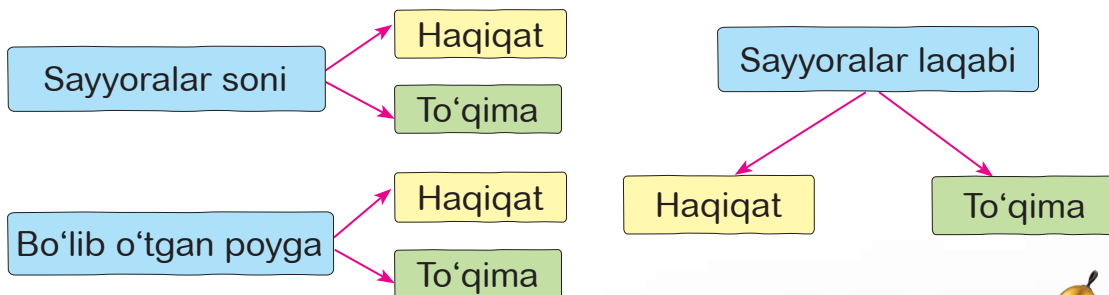 Sayyoralar soni
Haqiqat
To‘qima
Bo‘lib o‘tgan poyga
Haqiqat
To‘qima
Sayyoralar laqabi
Haqiqat
To‘qima